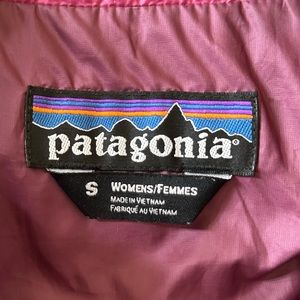 patagonia®
S WOMENS/FEMMES
MADE IN VIETNAM
FABRIQUÉ AU VIETNAM